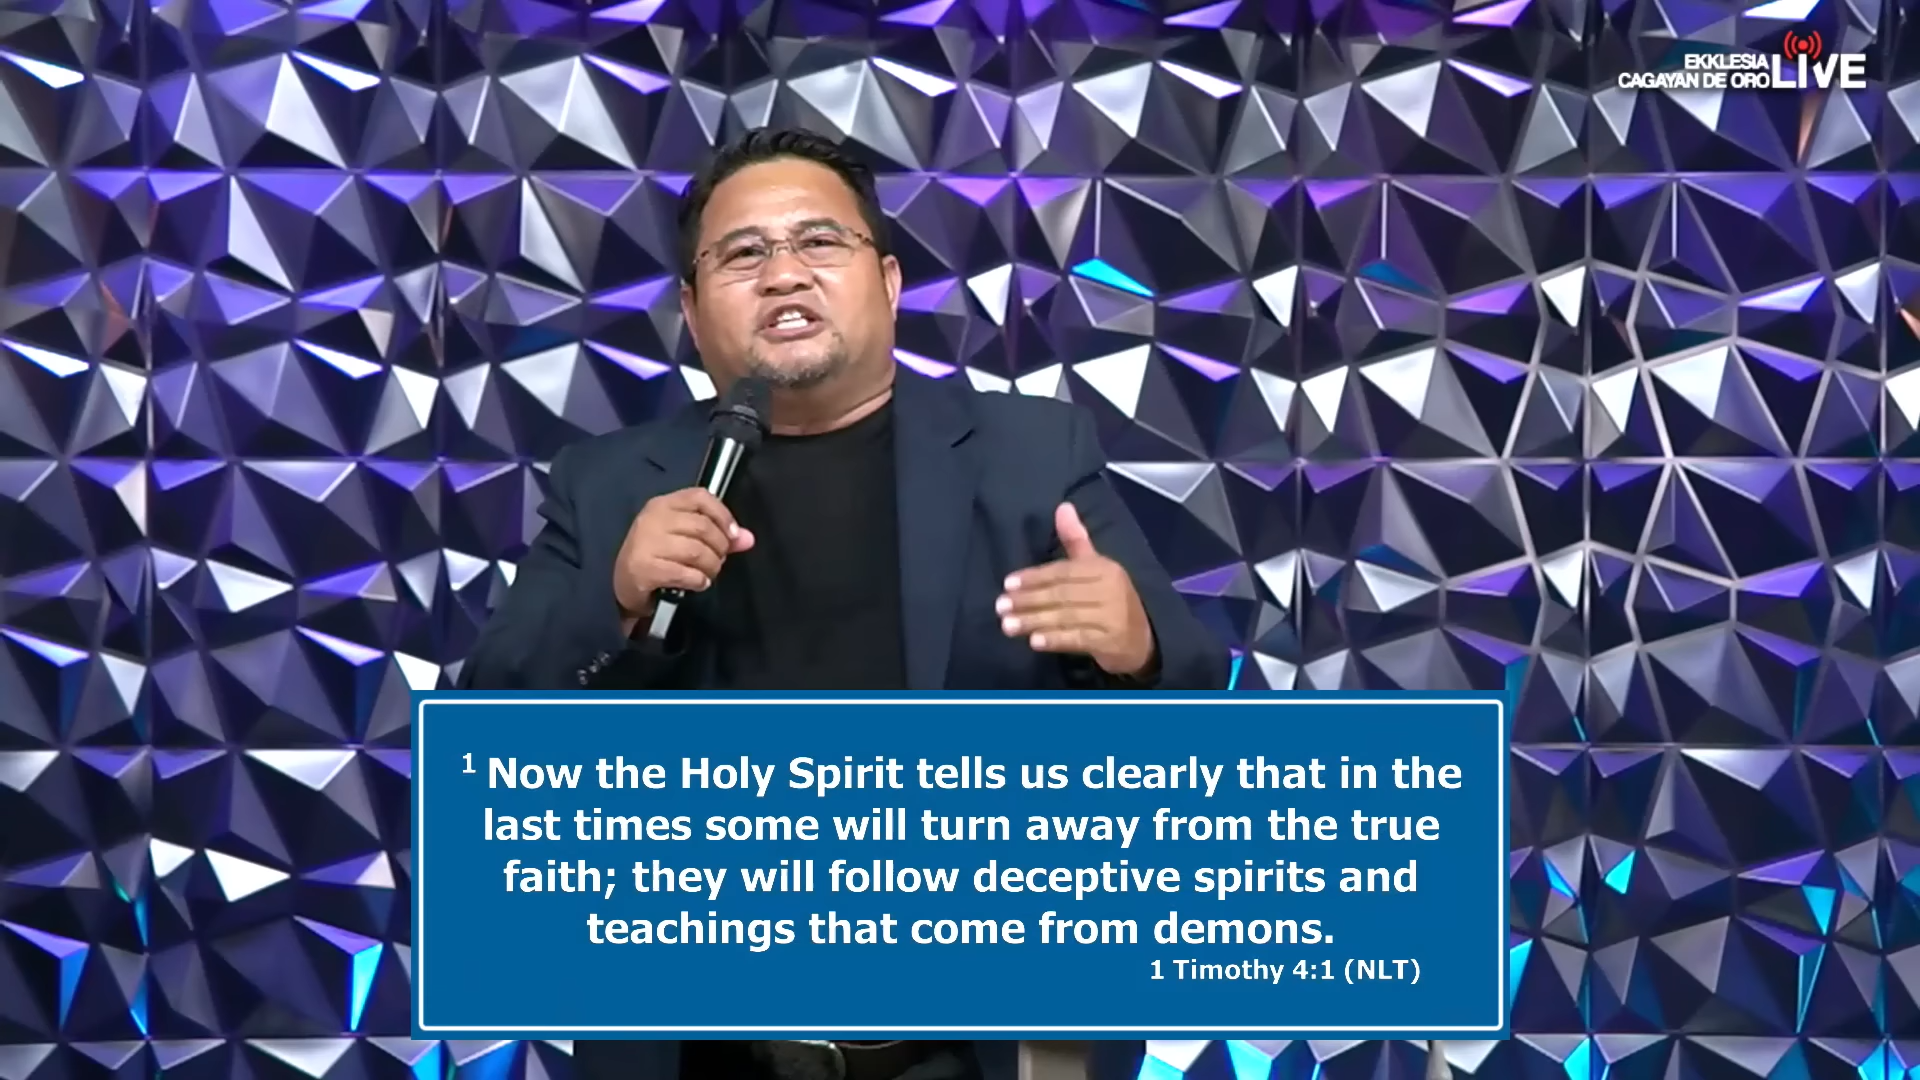 EKKLESIA
CAGAYAN DE ORO LIVE
1 Now the Holy Spirit tells us clearly that in the
last times some will turn away from the true
faith; they will follow deceptive spirits and
teachings that come from demons.
1 Timothy 4:1 (NLT)